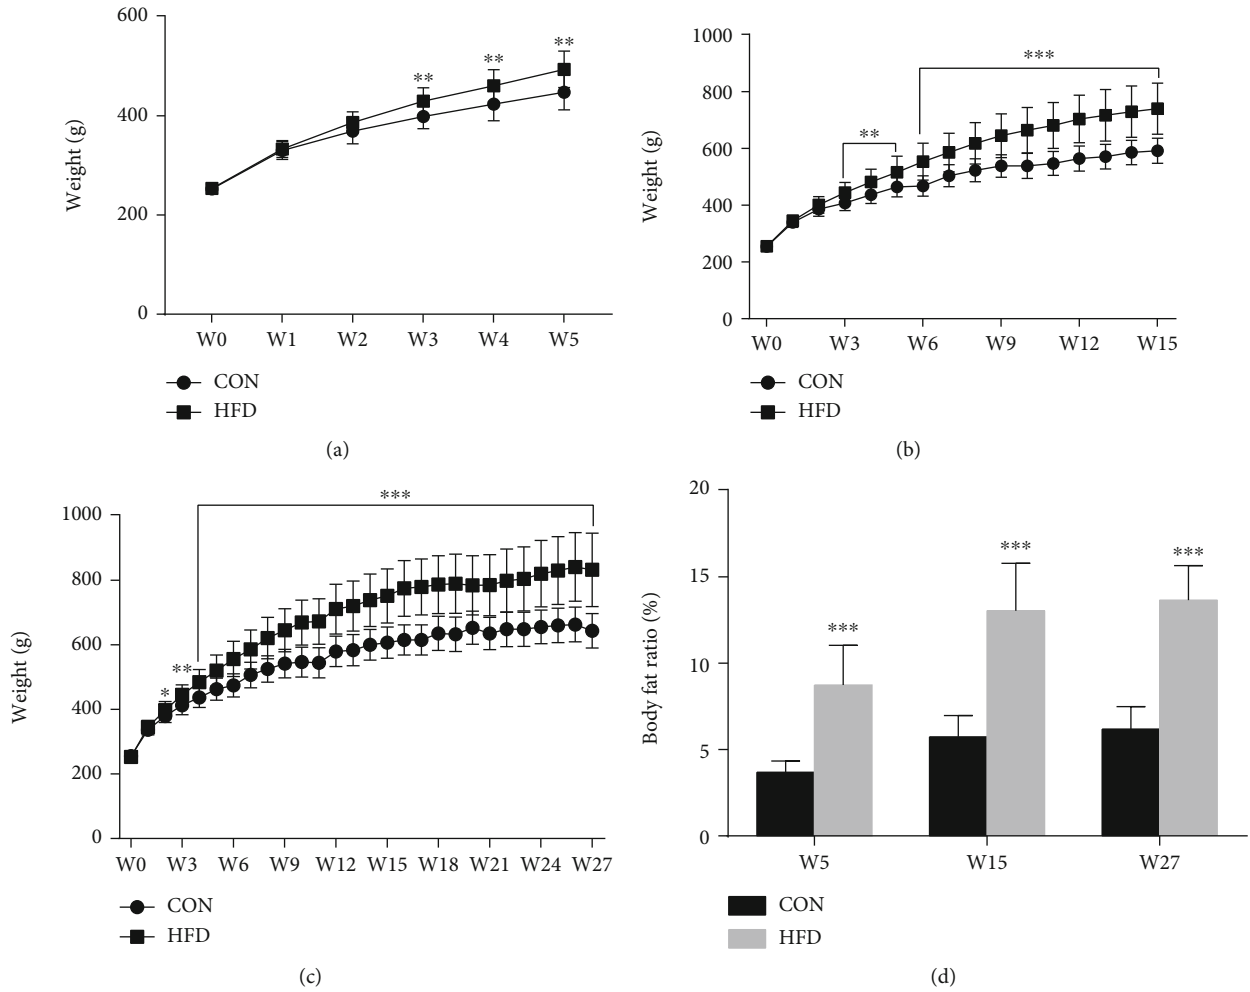 Weight (g)
600
400
200
0
**
**
**
W0 W1 W2 W3 W4 W5
CON
HFD
(a)
Weight (g)
1000
800
600
400
200
0
**
***
W0 W3 W6 W9 W12 W15
CON
HFD
(b)
Weight (g)
1000
800
600
400
200
0
*
**
***
W0 W3 W6 W9 W12 W15 W18 W21 W24 W27
CON
HFD
(c)
Body fat ratio (%)
20
15
10
5
0
***
***
***
W5 W15 W27
CON
HFD
(d)